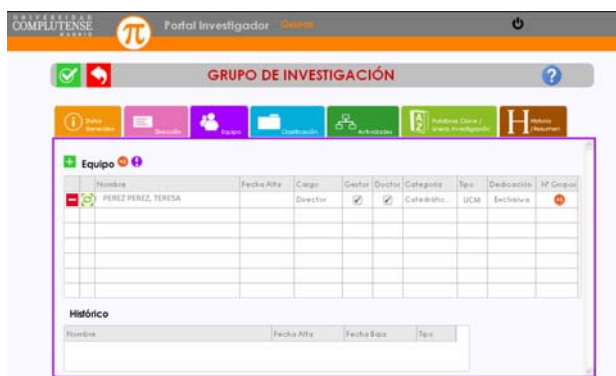 UNIVERSIDAD
COMPLUTENSE
MADRID
π
Portal Investigador
GRUPO DE INVESTIGACIÓN
?
i Datos Generales
Dirección
Equipo
Clasificación
Actividades
A Z Palabras Clave / Líneas Investigación
H Historia /Resumen
Equipo
Nombre Fecha Alta Cargo Gestor Doctor Categoría Tipo Dedicación Nº Grupos
PEREZ PEREZ, TERESA Director Catedrátic... UCM Exclusiva
Histórico
Nombre Fecha Alta Fecha Baja Tipo